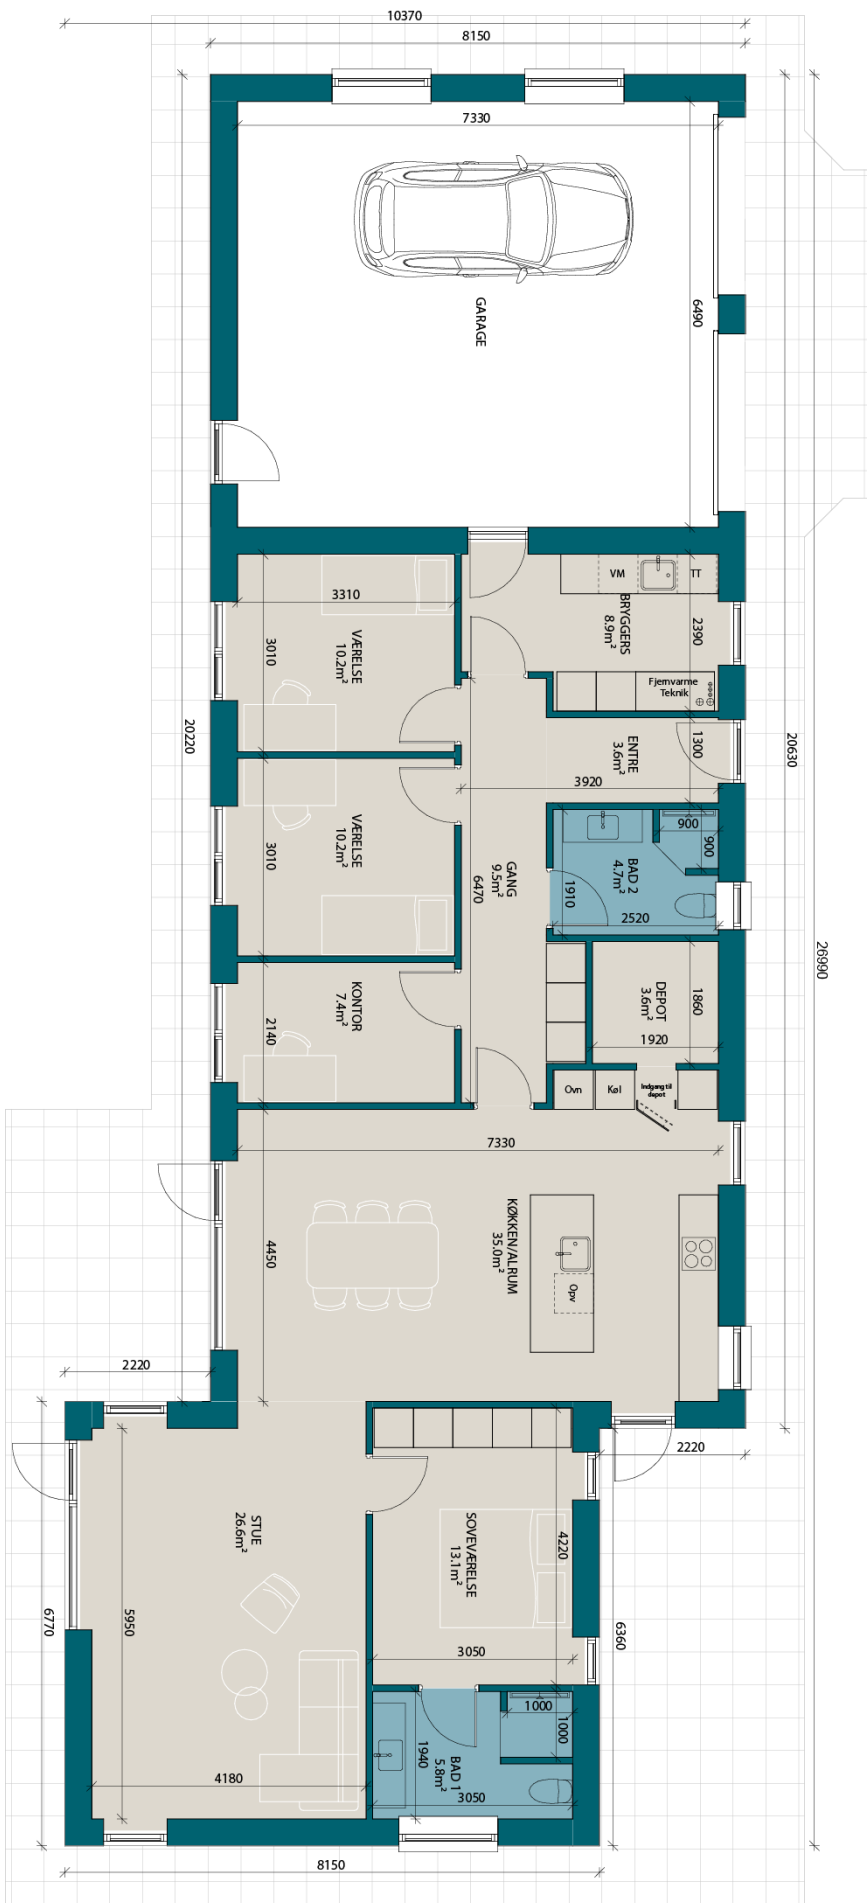 10370
8150
7330
6490
GARAGE
VM
TT
BRYGGERS
8.9m²
2390
Fjernvarme
Teknik
3310
3010
VÆRELSE
10.2m²
20220
20630
1300
ENTRE
3.6m²
3920
900
900
BAD 2
4.7m²
1910
2520
VÆRELSE
10.2m²
3010
GANG
9.5m²
6470
26990
KONTOR
7.4m²
2140
DEPOT
3.6m²
1860
1920
Ovn
Køl
Indgang til
depot
7330
4450
KØKKEN/ALRUM
35.0m²
Opv
2220
2220
STUE
26.6m²
SOVEVÆRELSE
13.1m²
4220
6770
5950
6360
3050
1000
1000
BAD 1
5.8m²
1940
4180
3050
8150